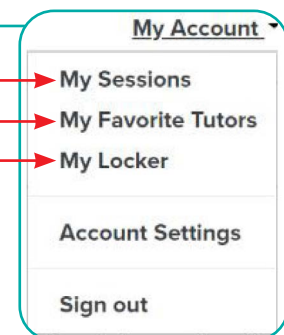 My Account
My Sessions
My Favorite Tutors
My Locker
Account Settings
Sign out